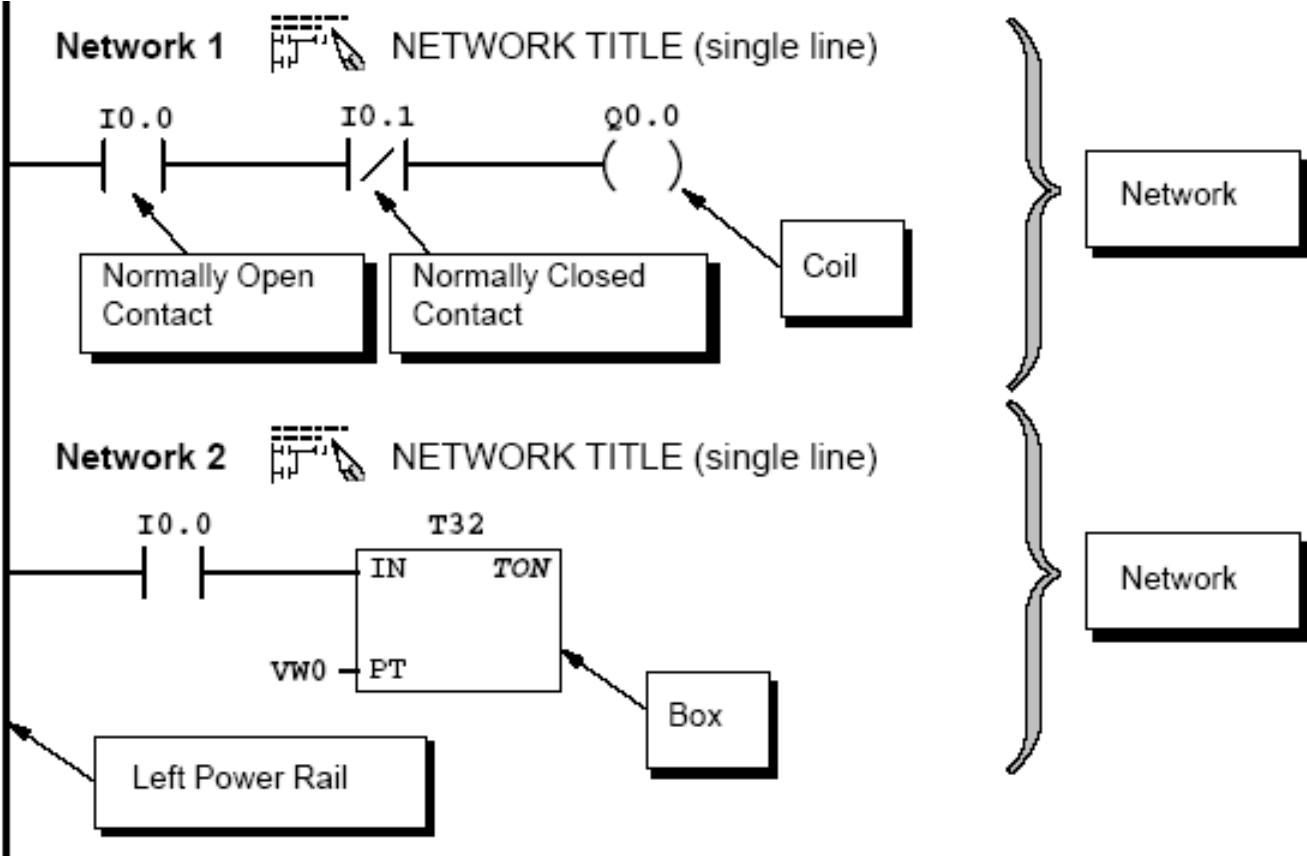 Network 1 NETWORK TITLE (single line)
I0.0 I0.1 Q0.0
Network
Coil
Normally Open
Contact
Normally Closed
Contact
Network 2 NETWORK TITLE (single line)
I0.0 T32
IN TON
Network
VW0 PT
Box
Left Power Rail